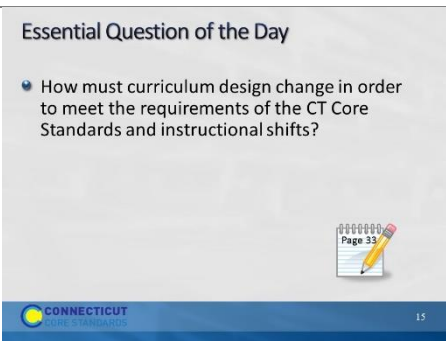 Essential Question of the Day
How must curriculum design change in order
to meet the requirements of the CT Core
Standards and instructional shifts?
Page 33
CONNECTICUT
CORE STANDARDS
15